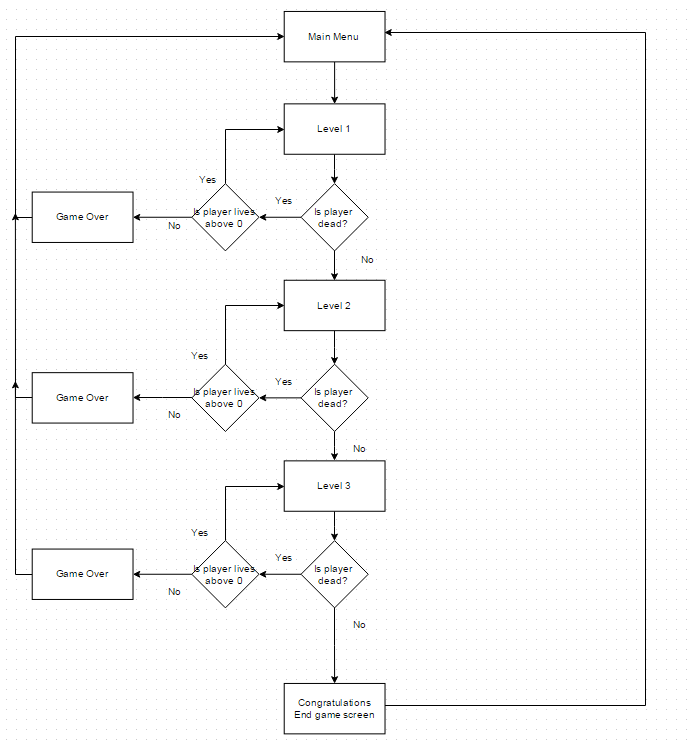 Main Menu
Level 1
Yes
Yes
Game Over
Is player lives
above 0
Is player
dead?
No
No
Level 2
Yes
Yes
Game Over
Is player lives
above 0
Is player
dead?
No
No
Level 3
Yes
Yes
Game Over
Is player lives
above 0
Is player
dead?
No
No
Congratulations
End game screen